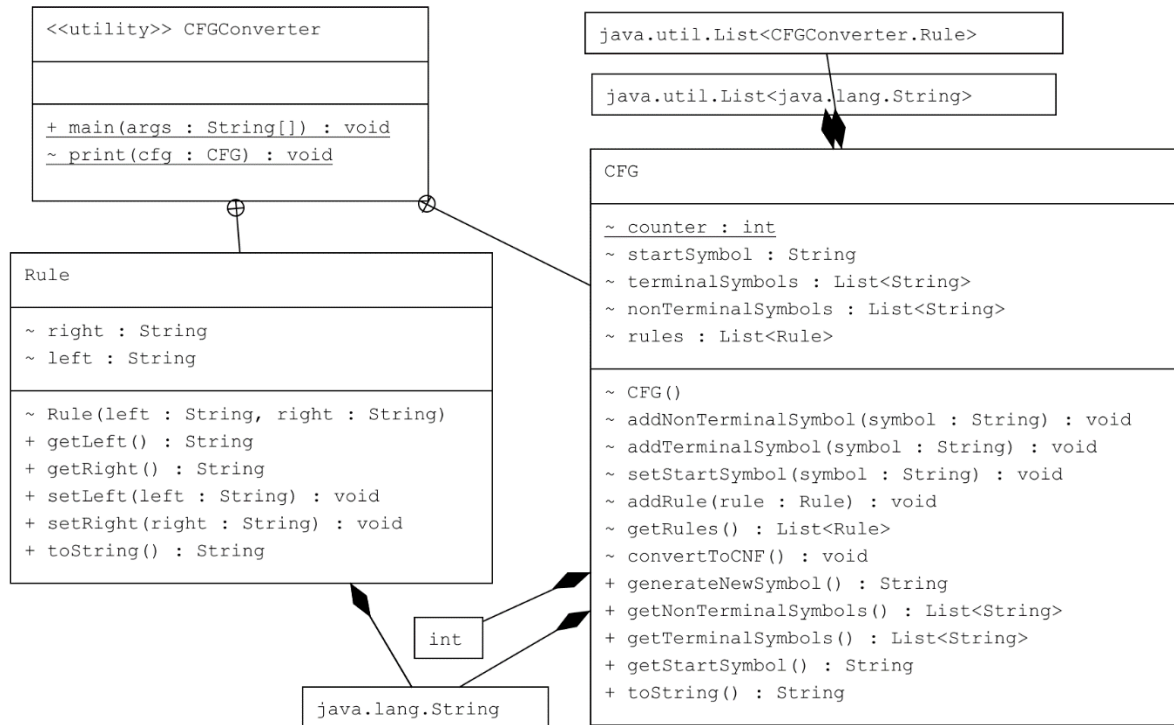 <<utility>> CFGConverter
+ main(args : String[]) : void
~ print(cfg : CFG) : void
java.util.List<CFGConverter.Rule>
java.util.List<java.lang.String>
Rule
~ right : String
~ left : String
~ Rule(left : String, right : String)
+ getLeft() : String
+ getRight() : String
+ setLeft(left : String) : void
+ setRight(right : String) : void
+ toString() : String
CFG
~ counter : int
~ startSymbol : String
~ terminalSymbols : List<String>
~ nonTerminalSymbols : List<String>
~ rules : List<Rule>
~ CFG()
~ addNonTerminalSymbol(symbol : String) : void
~ addTerminalSymbol(symbol : String) : void
~ setStartSymbol(symbol : String) : void
~ addRule(rule : Rule) : void
~ getRules() : List<Rule>
~ convertToCNF() : void
+ generateNewSymbol() : String
+ getNonTerminalSymbols() : List<String>
+ getTerminalSymbols() : List<String>
+ getStartSymbol() : String
+ toString() : String
int
java.lang.String